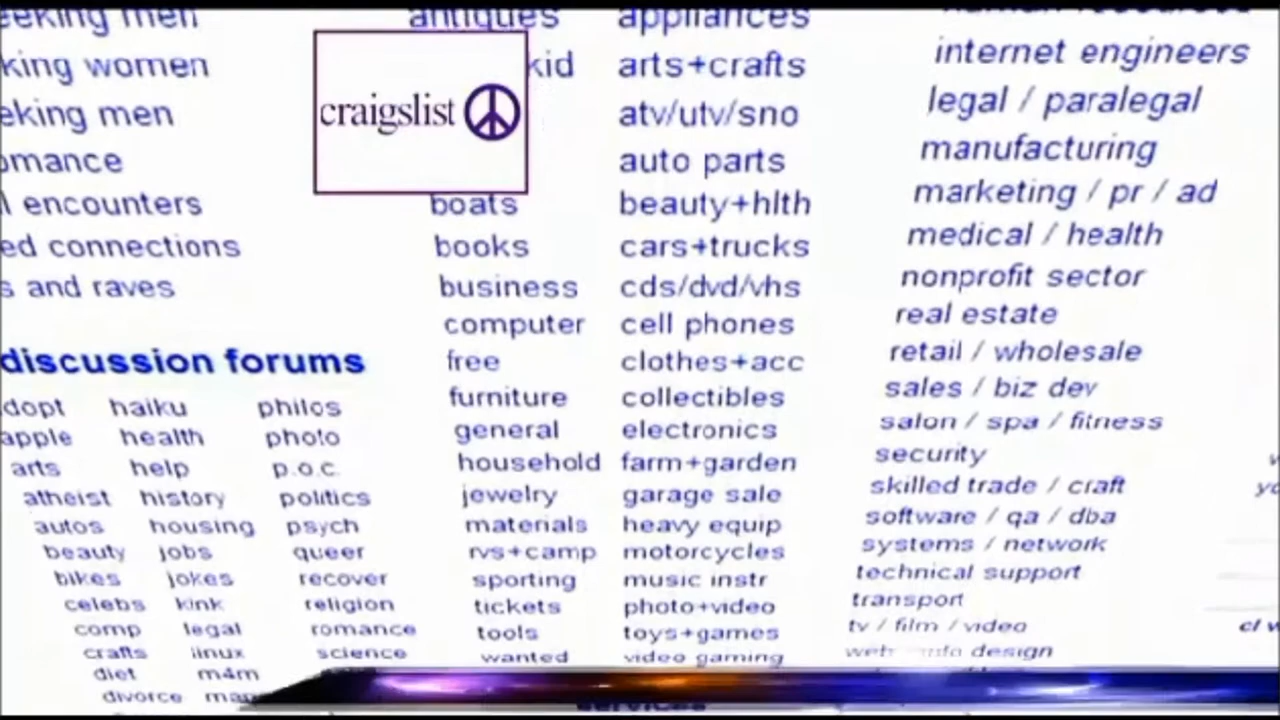 eeking men
king women
eking men
omance
l encounters
ed connections
s and raves
discussion forums
dopt haiku philos
apple health photo
arts help p.o.c.
atheist history politics
autos housing psych
beauty jobs queer
bikes jokes recover
celebs kink religion
comp legal romance
crafts linux science
diet m4m
divorce
craigslist
antiques appliances
kid arts+crafts
atv/utv/sno
auto parts
boats beauty+hlth
books cars+trucks
business cds/dvd/vhs
computer cell phones
free clothes+acc
furniture collectibles
general electronics
household farm+garden
jewelry garage sale
materials heavy equip
rvs+camp motorcycles
sporting music instr
tickets photo+video
tools toys+games
wanted video gaming
services
human resources
internet engineers
legal / paralegal
manufacturing
marketing / pr / ad
medical / health
nonprofit sector
real estate
retail / wholesale
sales / biz dev
salon / spa / fitness
security
skilled trade / craft
software / qa / dba
systems / network
technical support
transport
tv / film / video
web info design
cl w